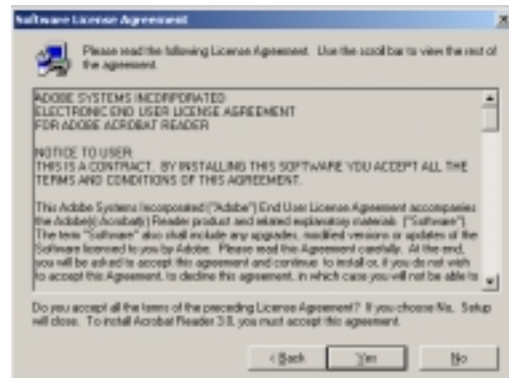 Software License Agreement
Please read the following License Agreement. Use the scroll bar to view the rest of
the agreement.
ADOBE SYSTEMS INCORPORATED
ELECTRONIC END USER LICENSE AGREEMENT
FOR ADOBE ACROBAT READER
NOTICE TO USER:
THIS IS A CONTRACT. BY INSTALLING THIS SOFTWARE YOU ACCEPT ALL THE
TERMS AND CONDITIONS OF THIS AGREEMENT.
This Adobe Systems Incorporated ("Adobe") End User License Agreement accompanies
the Adobe(r) Acrobat(r) Reader product and related explanatory materials ("Software").
The term "Software" also shall include any upgrades, modified versions or updates of the
Software licensed to you by Adobe. Please read this Agreement carefully. At the end,
you will be asked to accept this agreement and continue to install or, if you do not wish
to accept this Agreement, to decline this agreement, in which case you will not be able to
Do you accept all the terms of the preceding License Agreement? If you choose No, Setup
will close. To install Acrobat Reader 3.0, you must accept this agreement.
< Back Yes No